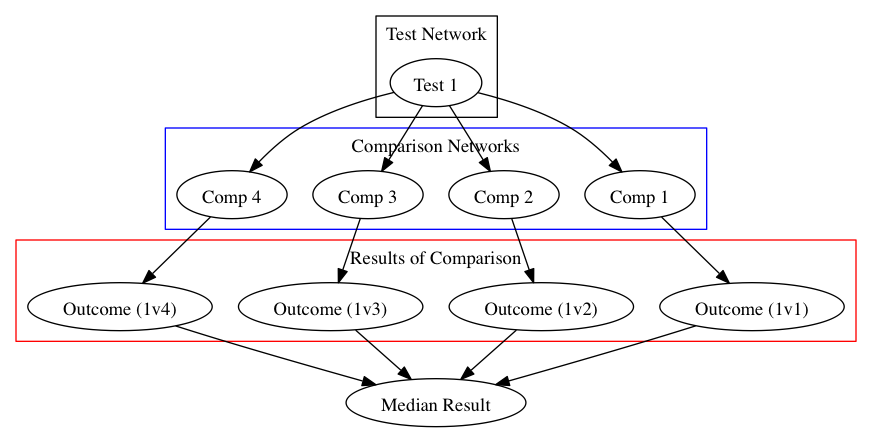 Test Network
Test 1
Comparison Networks
Comp 4
Comp 3
Comp 2
Comp 1
Results of Comparison
Outcome (1v4)
Outcome (1v3)
Outcome (1v2)
Outcome (1v1)
Median Result